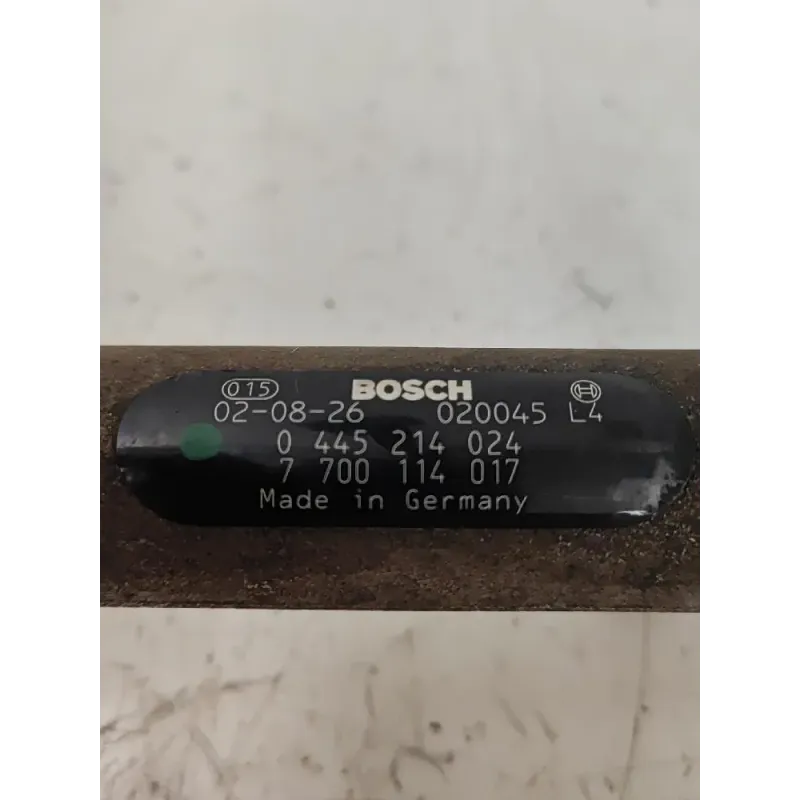 015 BOSCH
02-08-26 020045 L4
0 445 214 024
7 700 114 017
Made in Germany